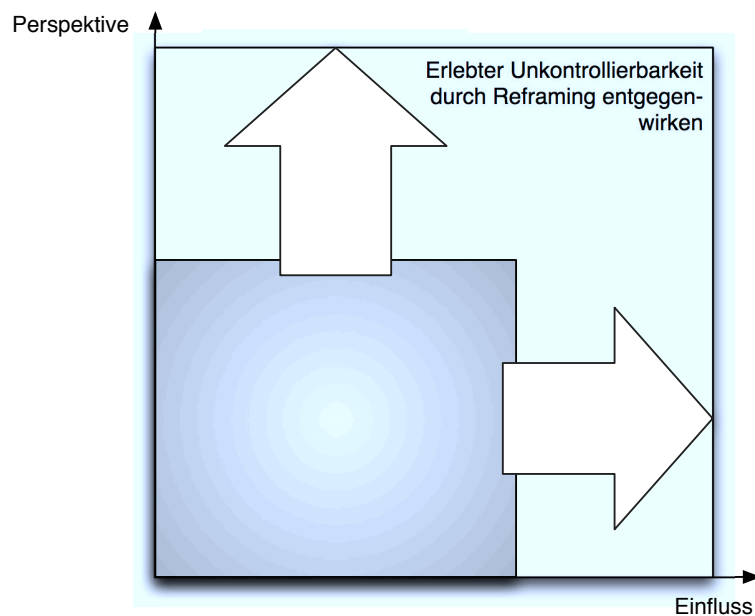 Perspektive
Erlebter Unkontrollierbarkeit
durch Reframing entgegen-
wirken
Einfluss